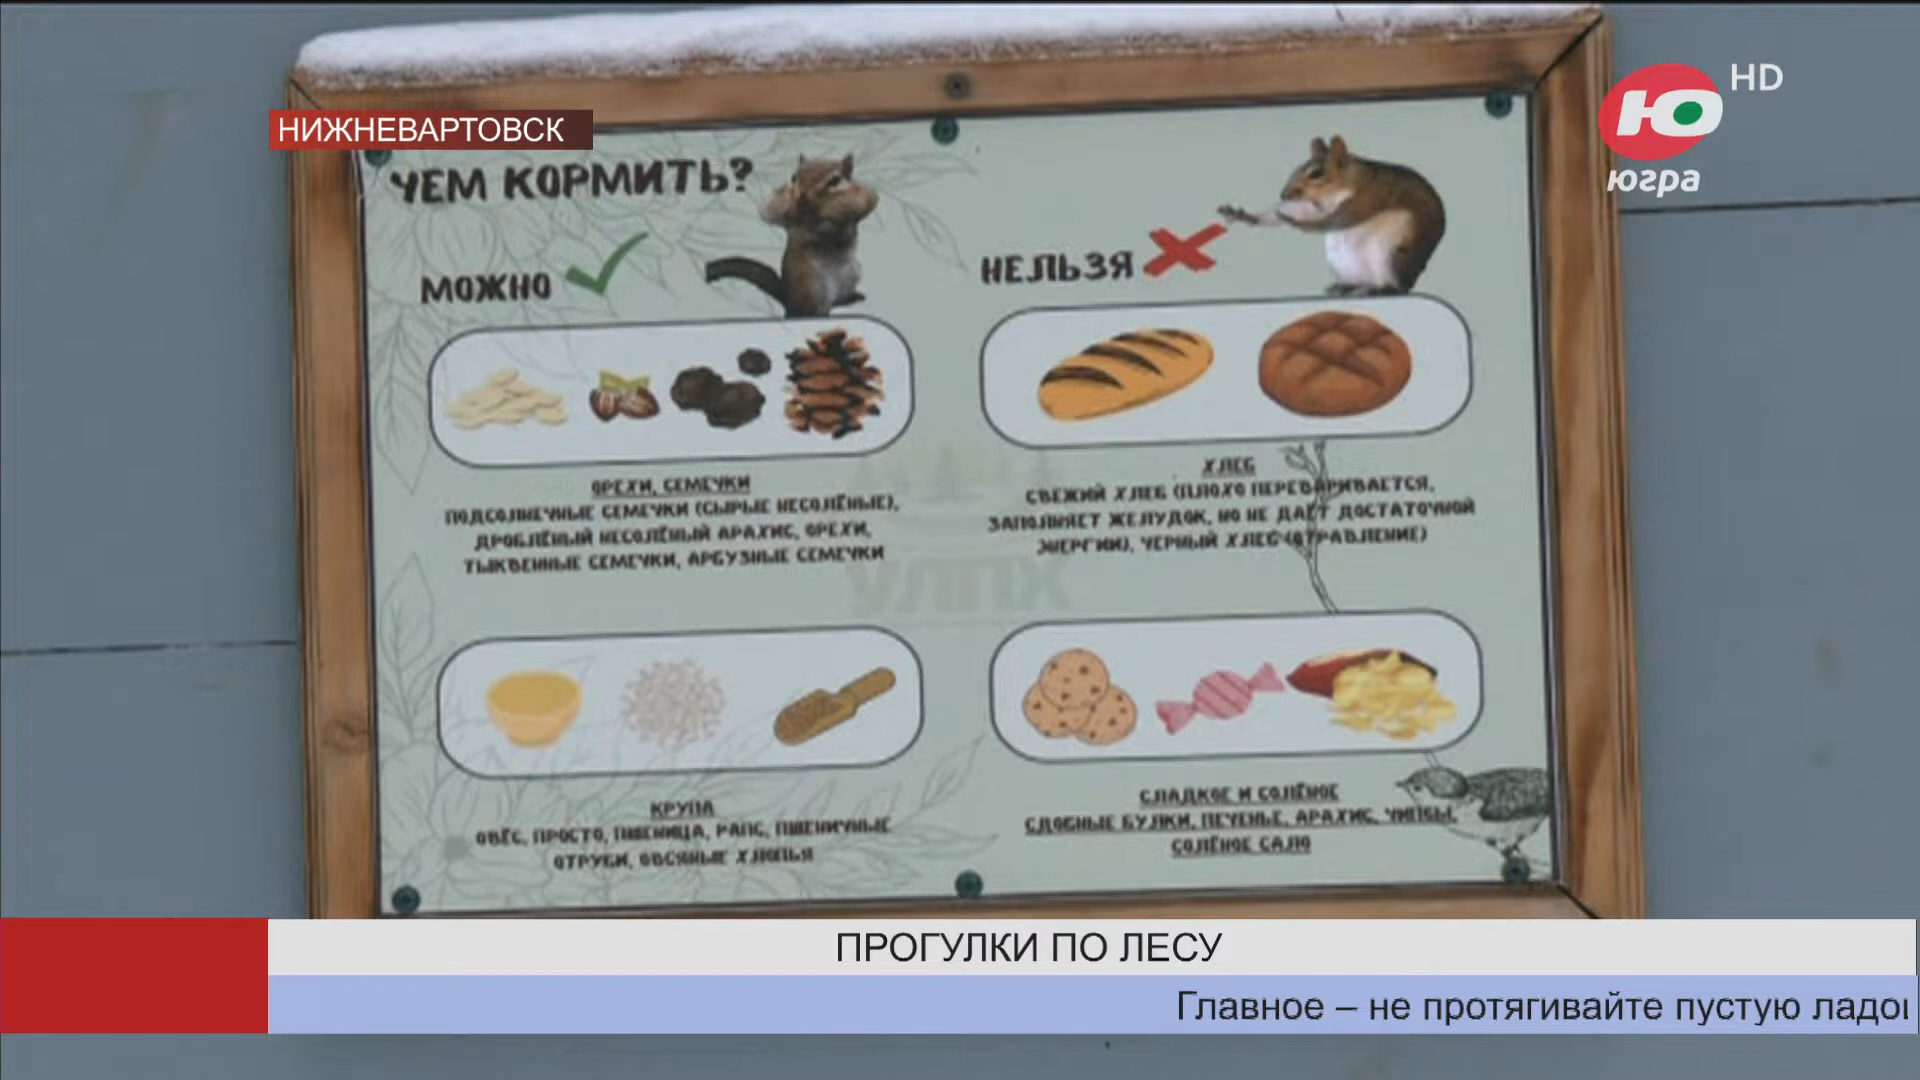 HD
Ю
югра
НИЖНЕВАРТОВСК
ЧЕМ КОРМИТЬ?
МОЖНО
ОРЕХИ, СЕМЕЧКИ
ПОДСОЛНЕЧНЫЕ СЕМЕЧКИ (СЫРЫЕ НЕСОЛЁНЫЕ),
ДРОБЛЁНЫЙ НЕСОЛЁНЫЙ АРАХИС, ОРЕХИ,
ТЫКВЕННЫЕ СЕМЕЧКИ, АРБУЗНЫЕ СЕМЕЧКИ
КРУПА
ОВЁС, ПРОСТО, ПШЕНИЦА, РАПС, ПШЕНИЧНЫЕ
ОТРУБИ, ОВСЯНЫЕ ХЛОПЬЯ
НЕЛЬЗЯ
ХЛЕБ
СВЕЖИЙ ХЛЕБ (ПЛОХО ПЕРЕВАРИВАЕТСЯ,
ЗАПОЛНЯЕТ ЖЕЛУДОК, НО НЕ ДАЁТ ДОСТАТОЧНОЙ
ЭНЕРГИИ), ЧЕРНЫЙ ХЛЕБ (ОТРАВЛЕНИЕ)
СЛАДКОЕ И СОЛЁНОЕ
СДОБНЫЕ БУЛКИ, ПЕЧЕНЬЕ, АРАХИС, ЧИПСЫ,
СОЛЁНОЕ САЛО
УЛПХ
ПРОГУЛКИ ПО ЛЕСУ
Главное – не протягивайте пустую ладо